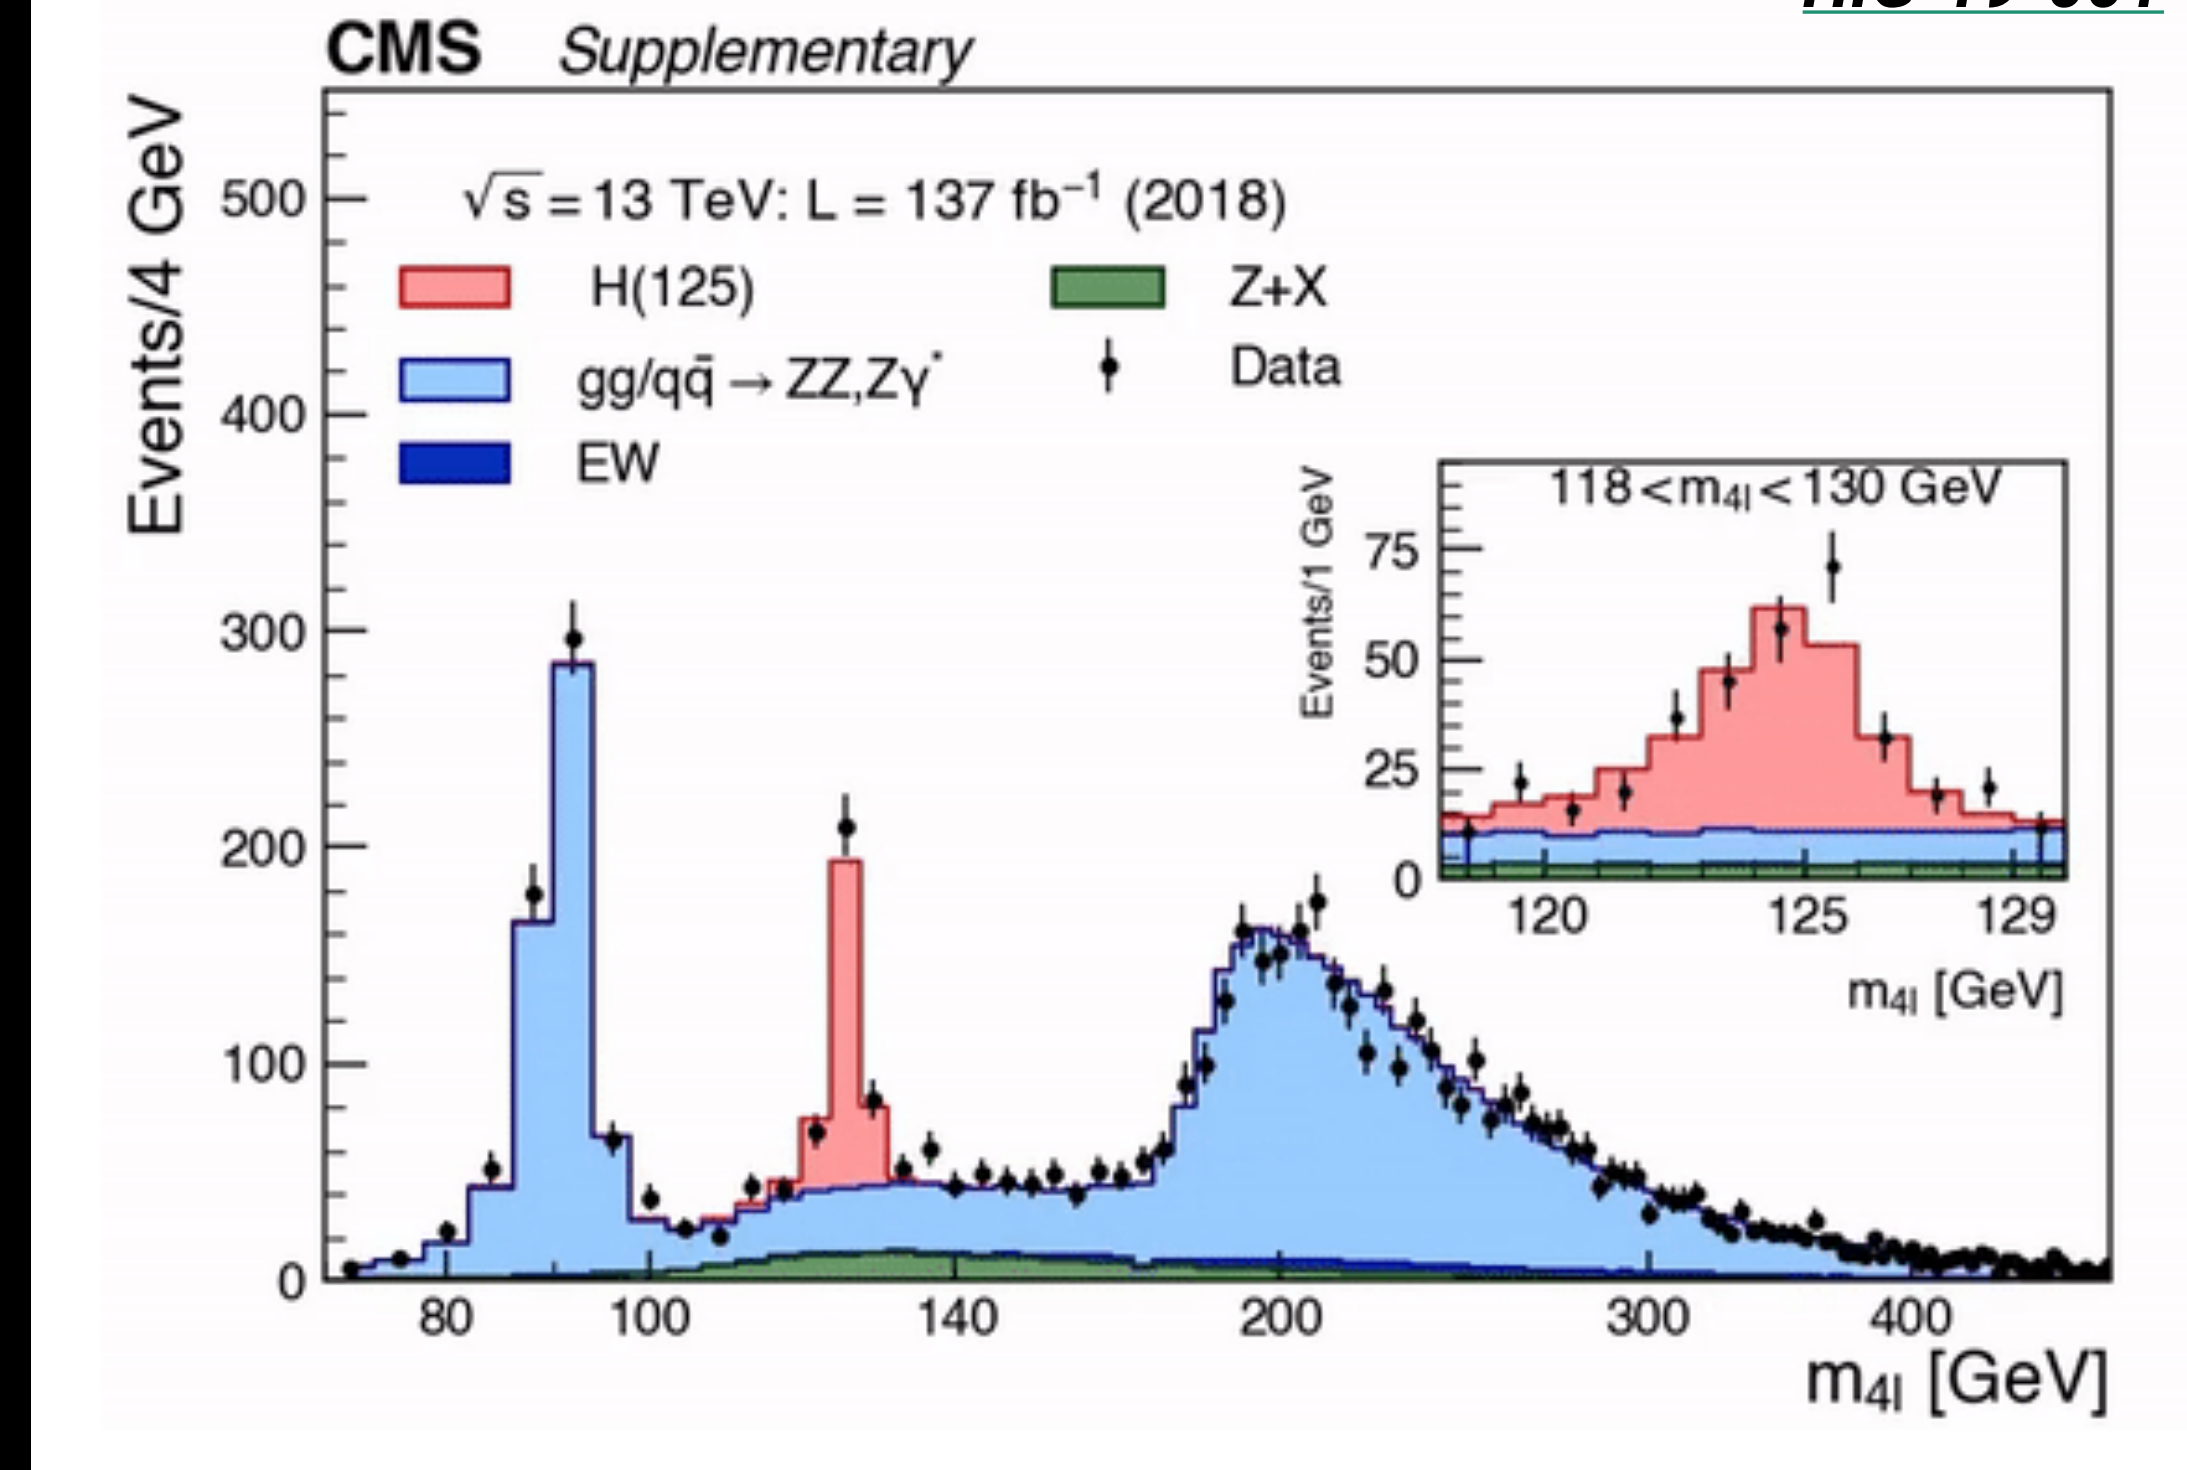 CMS Supplementary
Events/4 GeV
500
400
300
200
100
0
√s = 13 TeV: L = 137 fb⁻¹ (2018)
H(125)
Z+X
gg/qq̄ → ZZ,Zγ*
Data
EW
118<m4l<130 GeV
Events/1 GeV
75
50
25
0
120 125 129
m4l [GeV]
80 100 140 200 300 400
m4l [GeV]